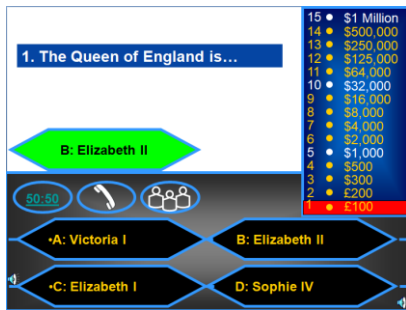 1. The Queen of England is…
B: Elizabeth II
50:50
•A: Victoria I
B: Elizabeth II
•C: Elizabeth I
D: Sophie IV
15 • $1 Million
14 • $500,000
13 • $250,000
12 • $125,000
11 • $64,000
10 • $32,000
9 • $16,000
8 • $8,000
7 • $4,000
6 • $2,000
5 • $1,000
4 • $500
3 • $300
2 • £200
1 • £100